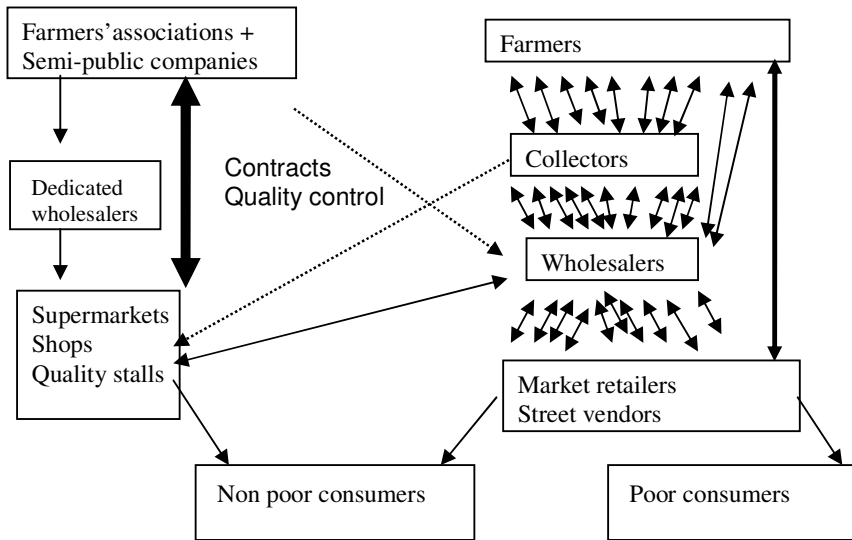 Farmers'associations +
Semi-public companies
Farmers
Contracts
Quality control
Collectors
Dedicated
wholesalers
Wholesalers
Supermarkets
Shops
Quality stalls
Market retailers
Street vendors
Non poor consumers
Poor consumers